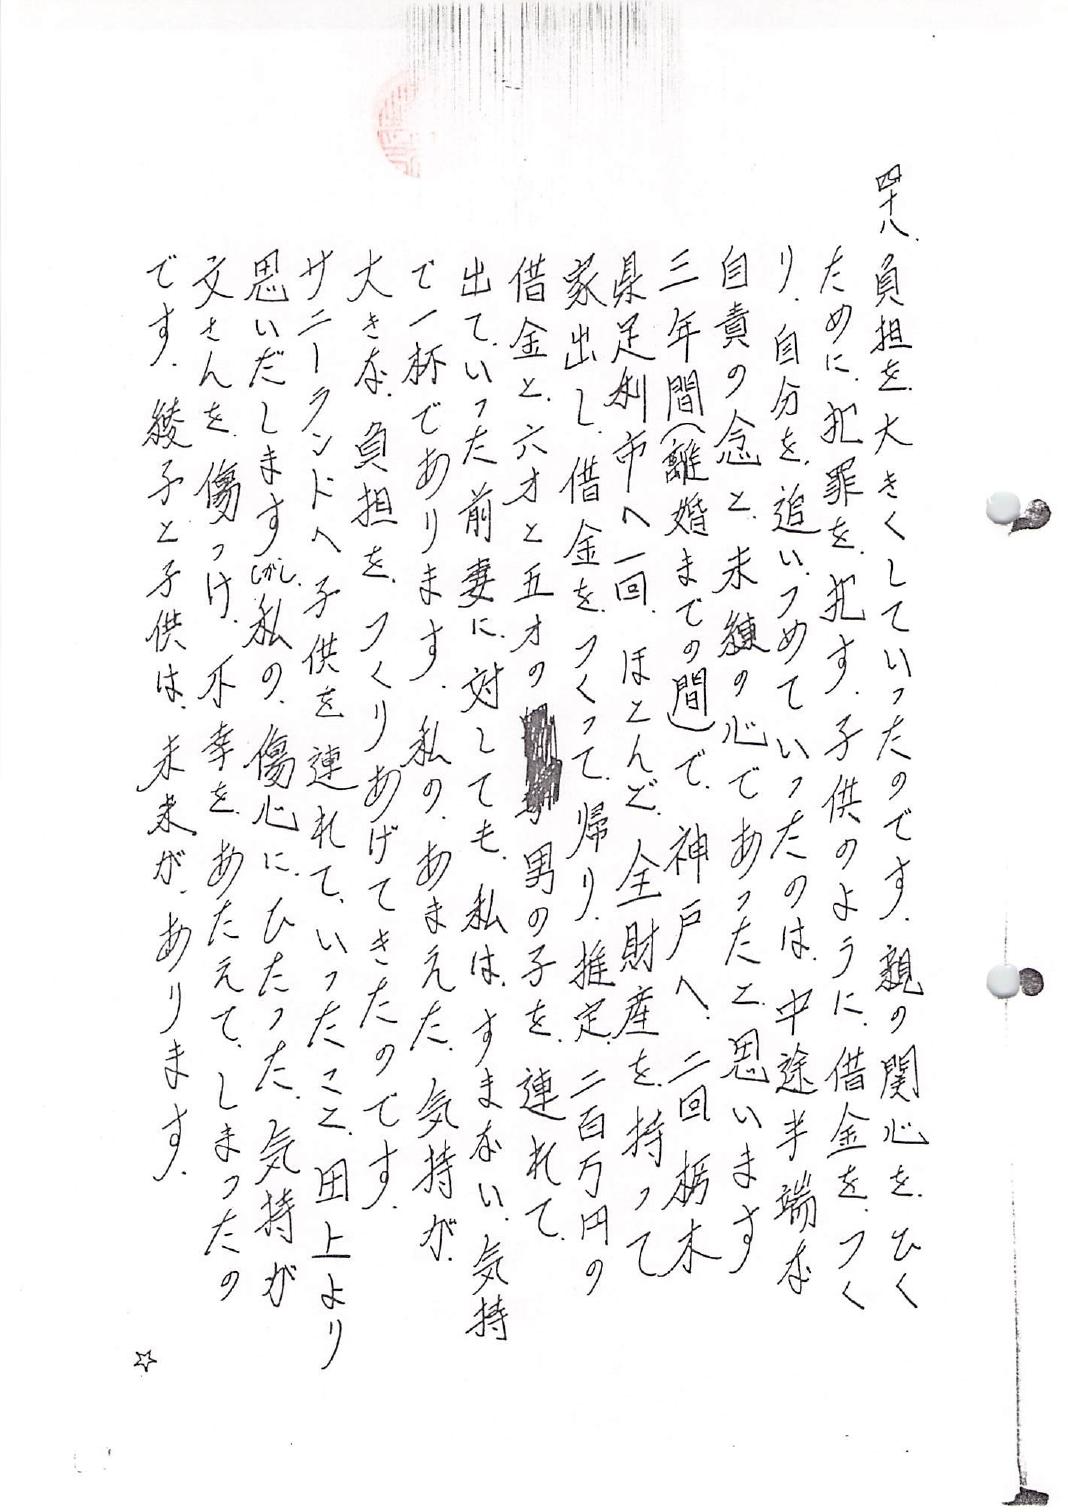 四十八、負担を、大きくしていったのです。親の関心を、ひく
ために、犯罪を、犯す。子供のように、借金を、つく
り、自分を、追いつめていったのは、中途半端な
自責の念と、未練の心であったと、思います
三年間(離婚までの間)で、神戸へ、二回栃木
県足利市へ一回、ほとんど、全財産を、持って
家出し、借金を、つくって、帰り、推定、二百万円の
借金と、六才と五才の男の子を、連れて、
出て、いった前妻に、対しても、私は、すまない、気持
で一杯であります。私の、あまえた、気持が、
大きな、負担を、つくりあげてきたのです。
サニーランドへ子供を連れて、いったこと、田上より
思いだしますしかし、私の、傷心に、ひたった、気持が
文さんを、傷つけ、不幸を、あたえて、しまったの
です。綾子と子供は、未来が、あります。
☆